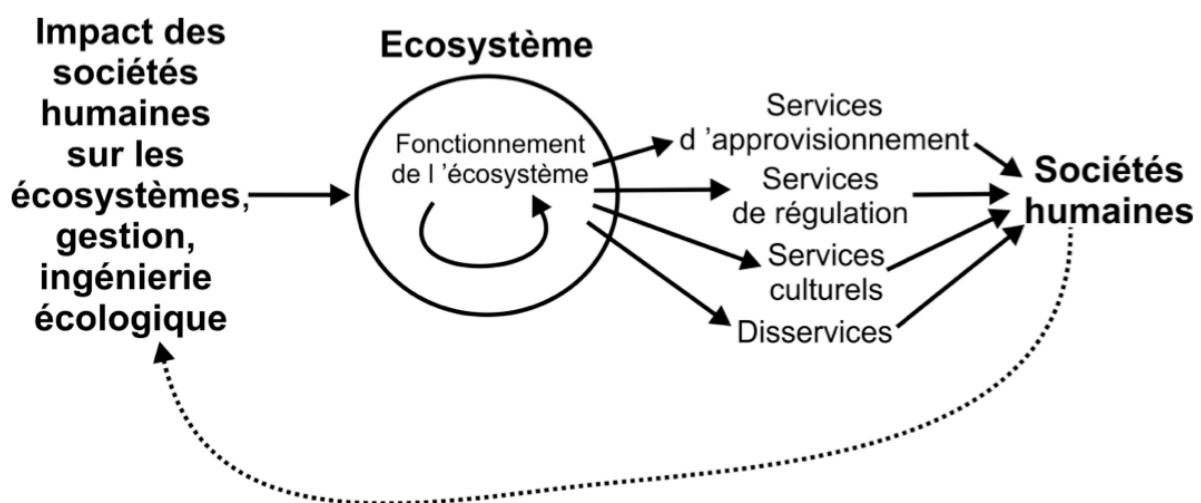 Impact des
sociétés
humaines
sur les
écosystèmes,
gestion,
ingénierie
écologique
Ecosystème
Fonctionnement
de l 'écosystème
Services
d 'approvisionnement
Services
de régulation
Services
culturels
Disservices
Sociétés
humaines